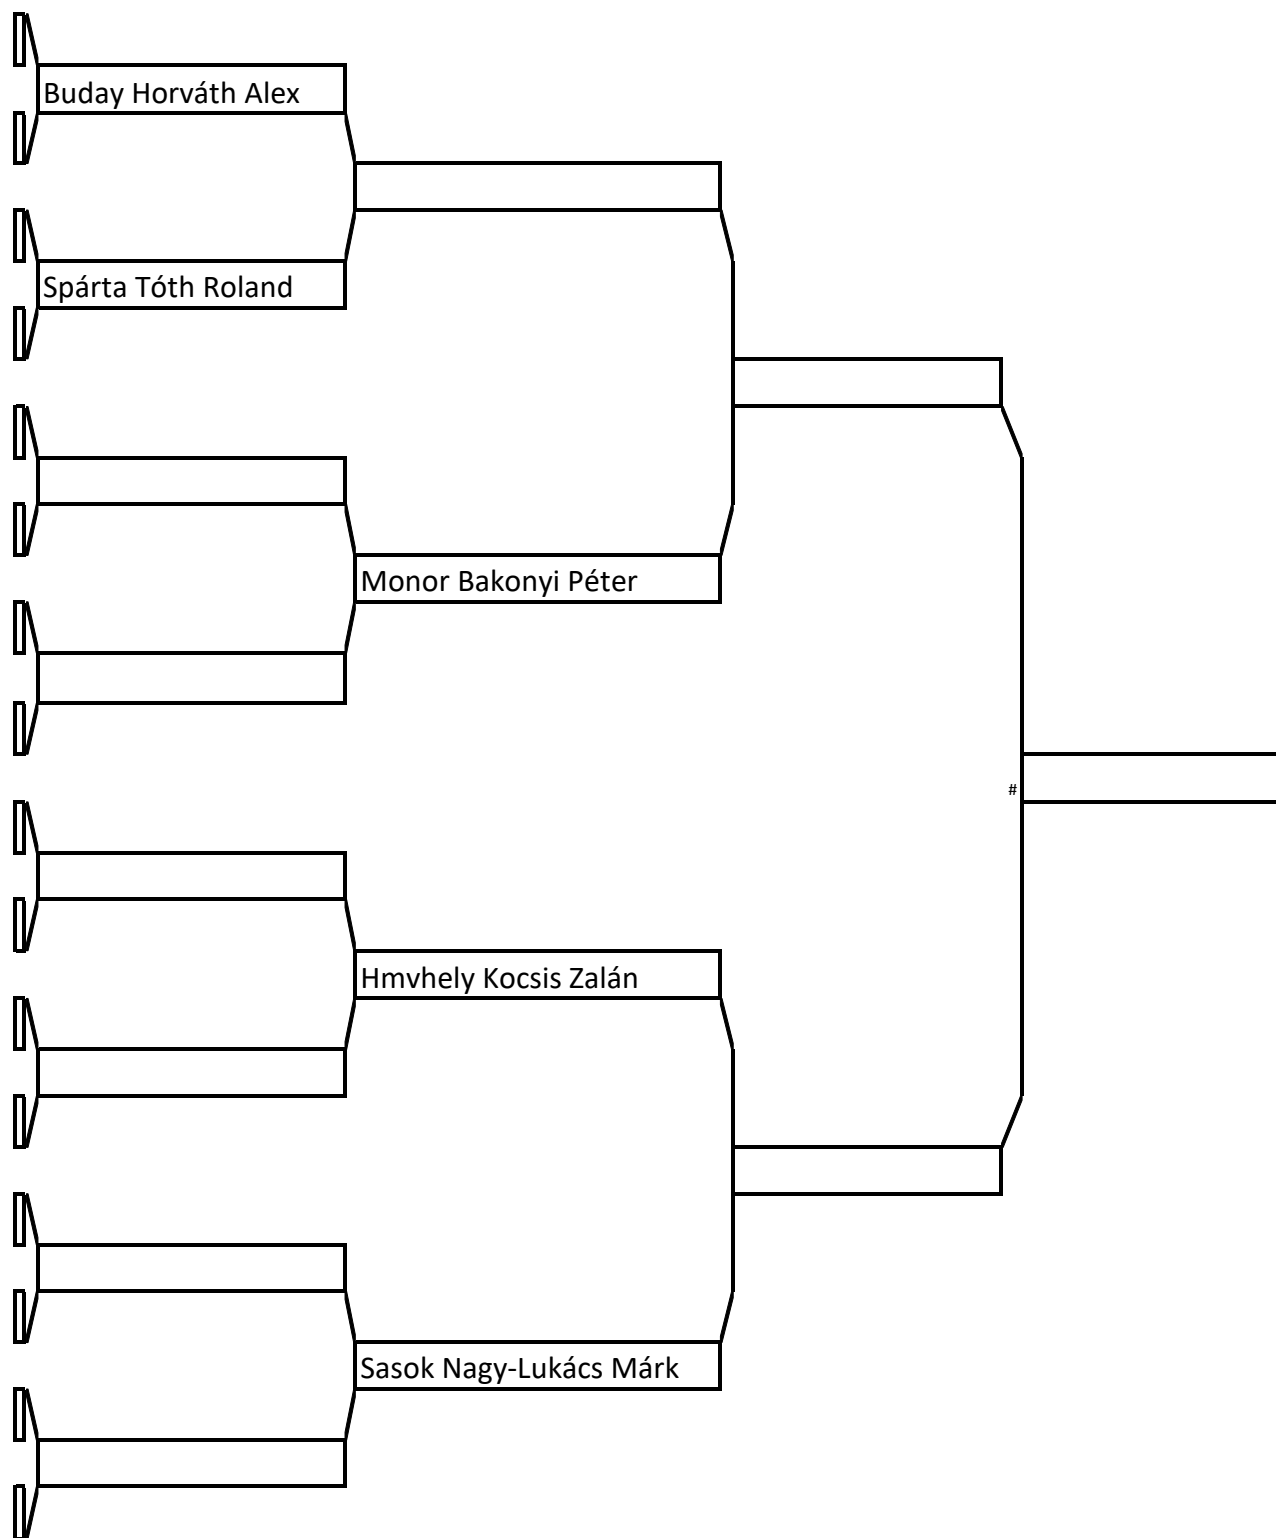 Buday Horváth Alex
Spárta Tóth Roland
Monor Bakonyi Péter
#
Hmvhely Kocsis Zalán
Sasok Nagy-Lukács Márk